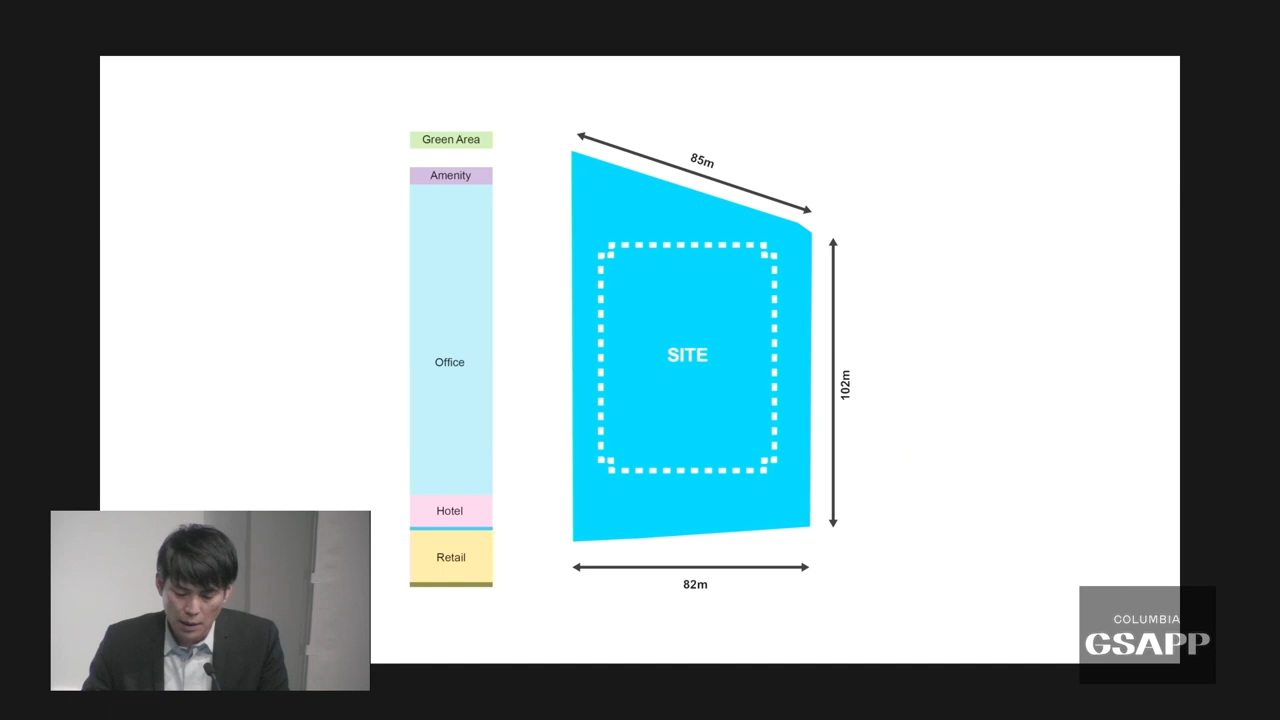 Green Area
Amenity
Office
Hotel
Retail
85m
SITE
102m
82m
COLUMBIA
GSAPP